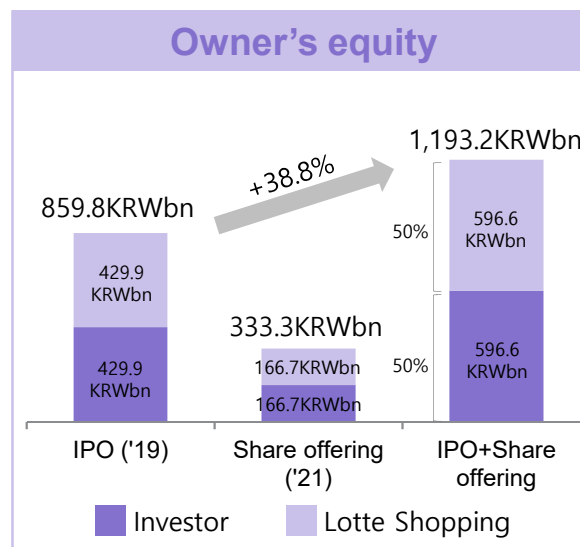 Owner's equity
1,193.2KRWbn
+38.8%
859.8KRWbn
50%
596.6
KRWbn
429.9
KRWbn
333.3KRWbn
166.7KRWbn
50%
596.6
KRWbn
429.9
KRWbn
166.7KRWbn
IPO ('19)
Share offering
('21)
IPO+Share
offering
Investor
Lotte Shopping